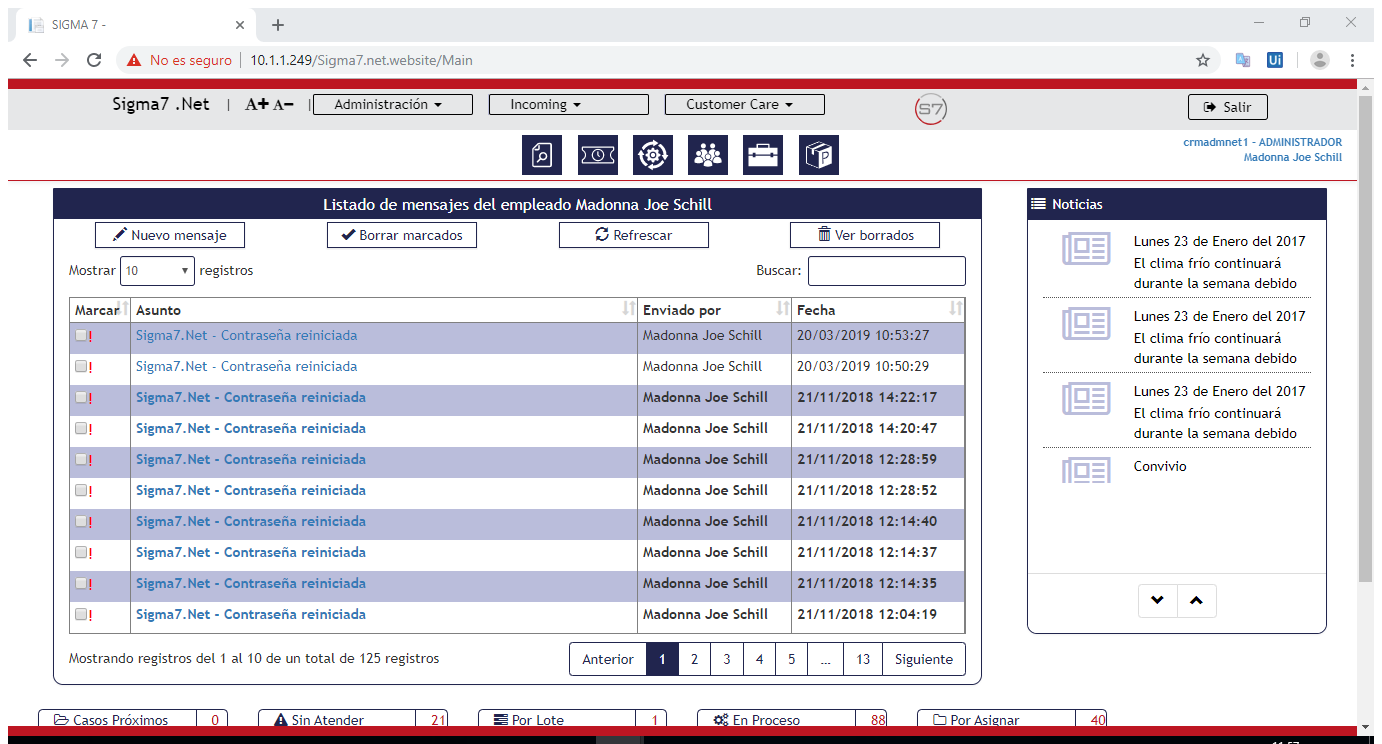 SIGMA 7 -
No es seguro | 10.1.1.249/Sigma7.net.website/Main
Ui
Sigma7 .Net | A+ A- | Administración Incoming Customer Care S7 Salir
crmadmnet1 - ADMINISTRADOR
Madonna Joe Schill
Listado de mensajes del empleado Madonna Joe Schill
Nuevo mensaje Borrar marcados Refrescar Ver borrados
Mostrar 10 registros Buscar:
Marcar Asunto Enviado por Fecha
! Sigma7.Net - Contraseña reiniciada Madonna Joe Schill 20/03/2019 10:53:27
! Sigma7.Net - Contraseña reiniciada Madonna Joe Schill 20/03/2019 10:50:29
! Sigma7.Net - Contraseña reiniciada Madonna Joe Schill 21/11/2018 14:22:17
! Sigma7.Net - Contraseña reiniciada Madonna Joe Schill 21/11/2018 14:20:47
! Sigma7.Net - Contraseña reiniciada Madonna Joe Schill 21/11/2018 12:28:59
! Sigma7.Net - Contraseña reiniciada Madonna Joe Schill 21/11/2018 12:28:52
! Sigma7.Net - Contraseña reiniciada Madonna Joe Schill 21/11/2018 12:14:40
! Sigma7.Net - Contraseña reiniciada Madonna Joe Schill 21/11/2018 12:14:37
! Sigma7.Net - Contraseña reiniciada Madonna Joe Schill 21/11/2018 12:14:35
! Sigma7.Net - Contraseña reiniciada Madonna Joe Schill 21/11/2018 12:04:19
Mostrando registros del 1 al 10 de un total de 125 registros
Anterior 1 2 3 4 5 ... 13 Siguiente
Noticias
Lunes 23 de Enero del 2017
El clima frío continuará
durante la semana debido
Lunes 23 de Enero del 2017
El clima frío continuará
durante la semana debido
Lunes 23 de Enero del 2017
El clima frío continuará
durante la semana debido
Convivio
Casos Próximos 0 Sin Atender 21 Por Lote 1 En Proceso 88 Por Asignar 40